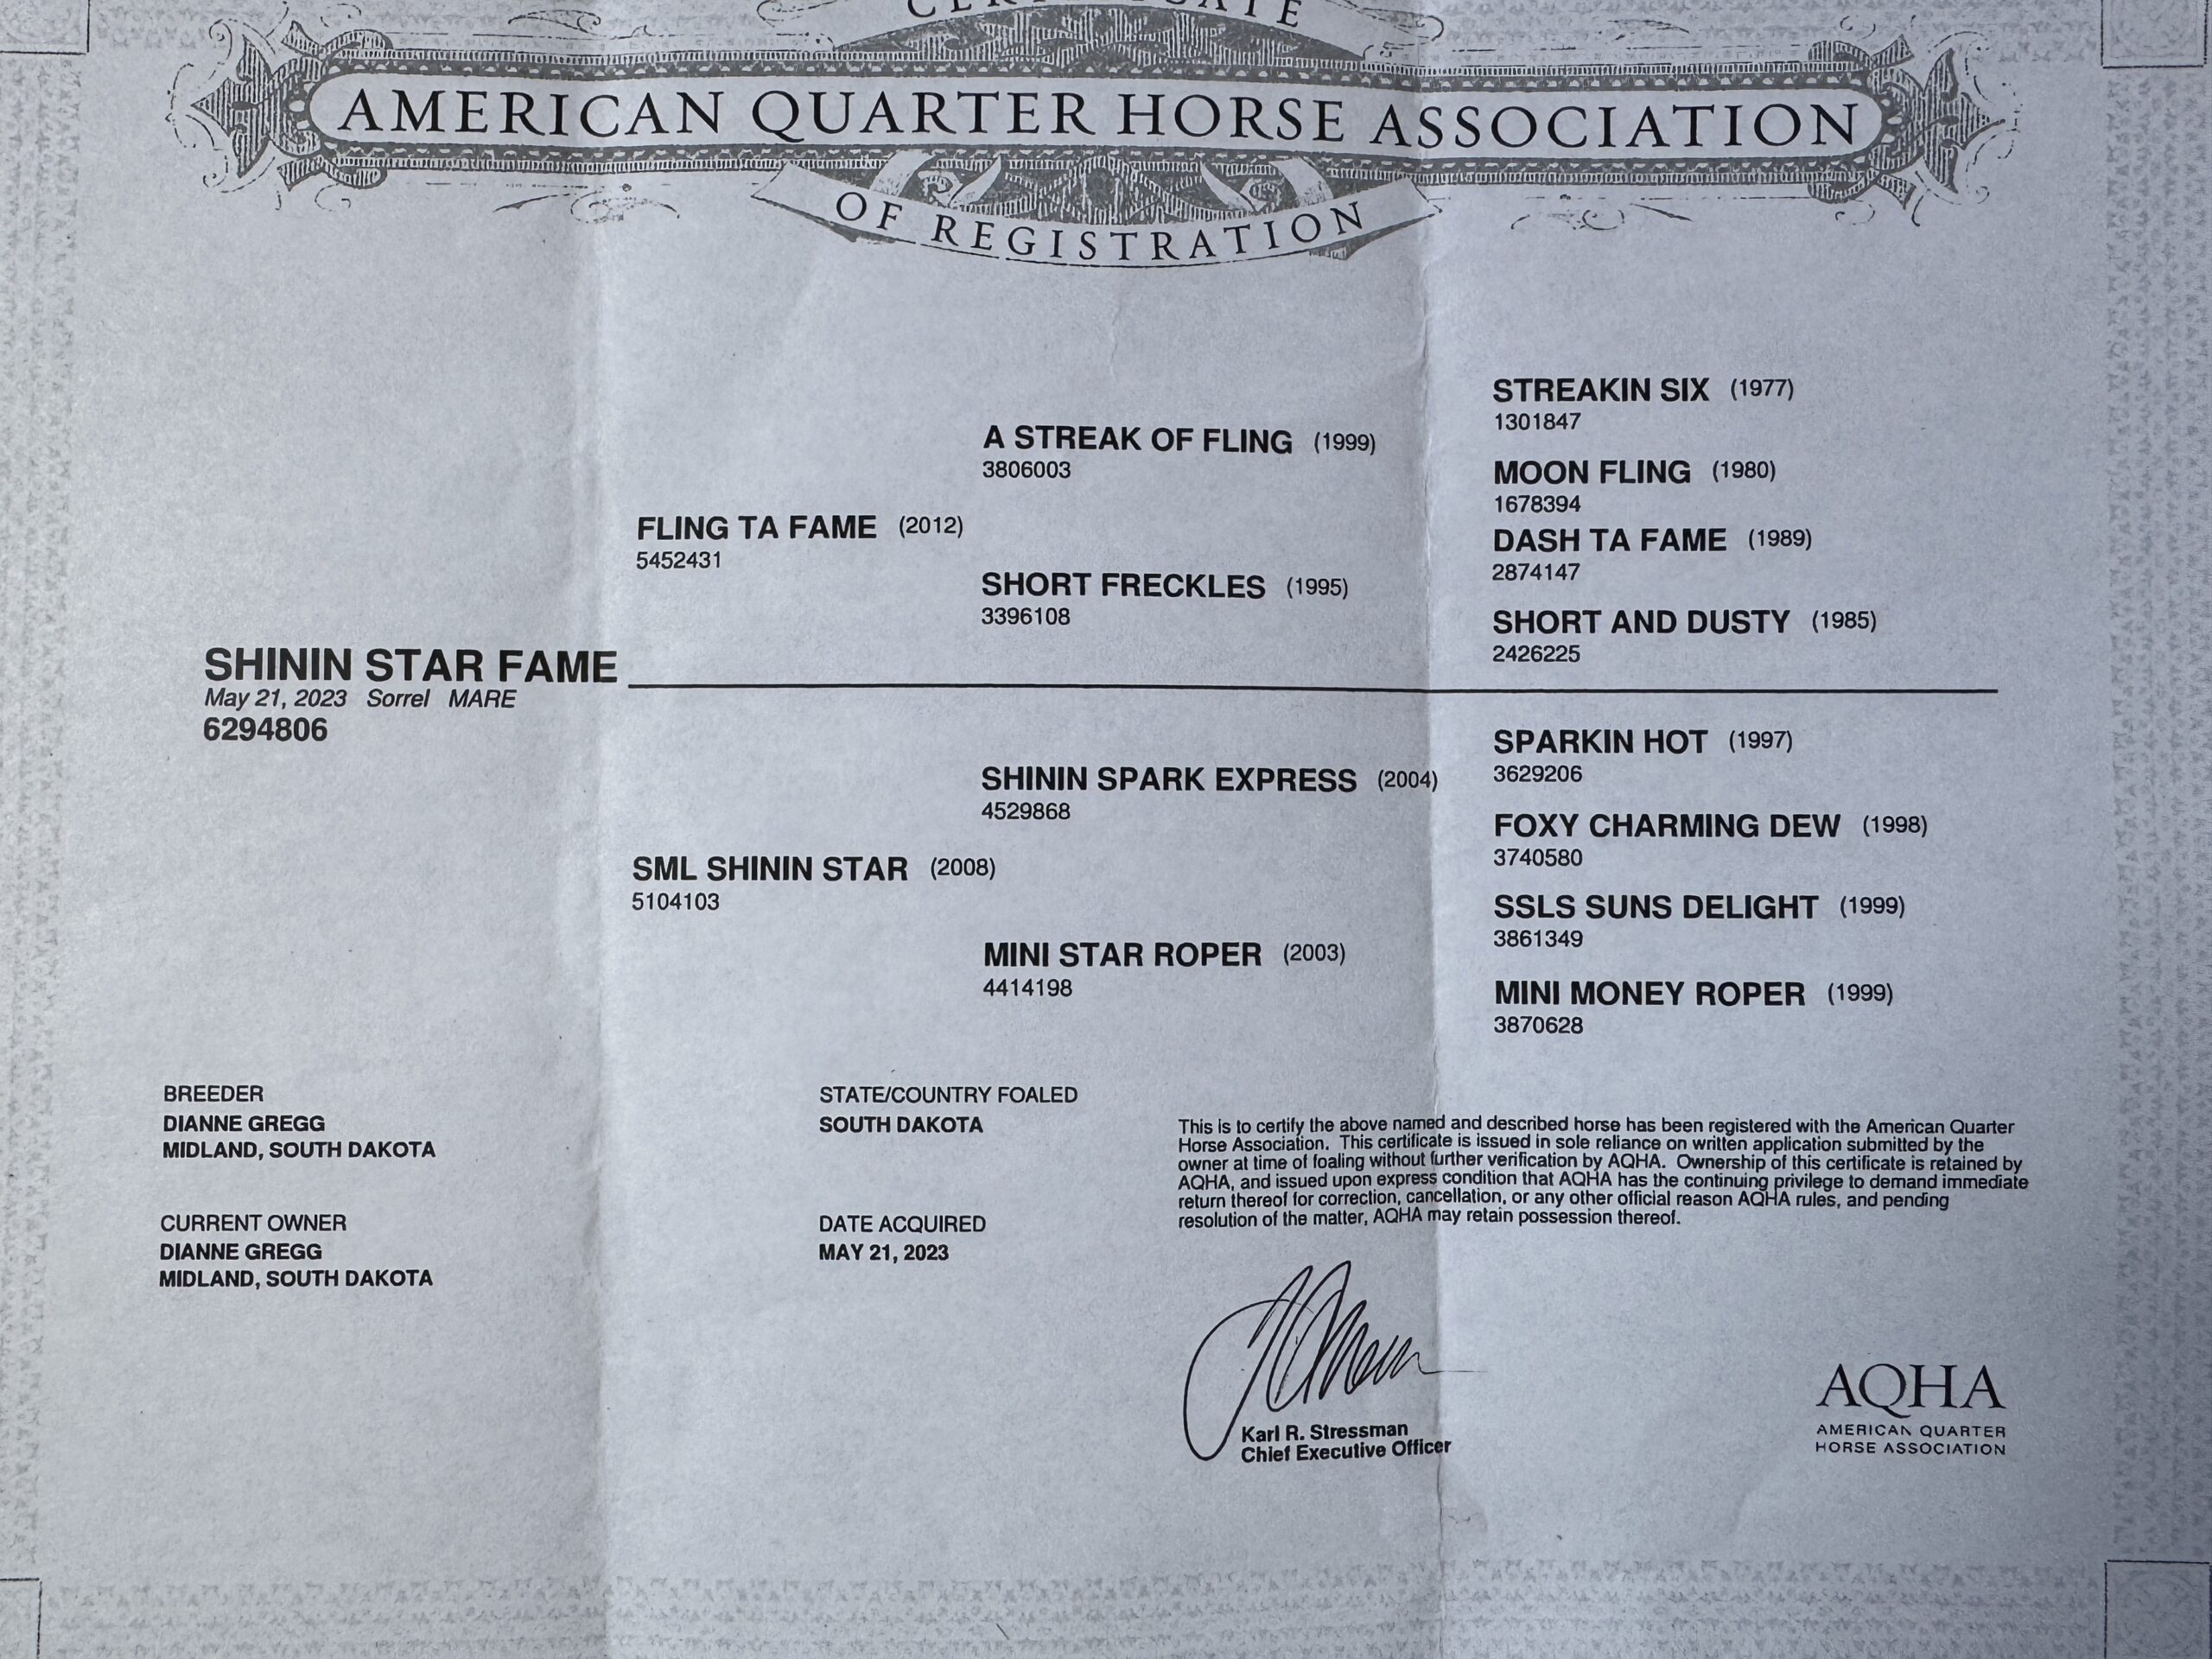 CERTIFICATE
AMERICAN QUARTER HORSE ASSOCIATION
OF REGISTRATION
STREAKIN SIX (1977)
1301847
A STREAK OF FLING (1999)
3806003
MOON FLING (1980)
1678394
FLING TA FAME (2012)
5452431
DASH TA FAME (1989)
2874147
SHORT FRECKLES (1995)
3396108
SHORT AND DUSTY (1985)
2426225
SHININ STAR FAME
May 21, 2023 Sorrel MARE
6294806
SPARKIN HOT (1997)
3629206
SHININ SPARK EXPRESS (2004)
4529868
FOXY CHARMING DEW (1998)
3740580
SML SHININ STAR (2008)
5104103
SSLS SUNS DELIGHT (1999)
3861349
MINI STAR ROPER (2003)
4414198
MINI MONEY ROPER (1999)
3870628
BREEDER
DIANNE GREGG
MIDLAND, SOUTH DAKOTA
STATE/COUNTRY FOALED
SOUTH DAKOTA
CURRENT OWNER
DIANNE GREGG
MIDLAND, SOUTH DAKOTA
DATE ACQUIRED
MAY 21, 2023
This is to certify the above named and described horse has been registered with the American Quarter
Horse Association. This certificate is issued in sole reliance on written application submitted by the
owner at time of foaling without further verification by AQHA. Ownership of this certificate is retained by
AQHA, and issued upon express condition that AQHA has the continuing privilege to demand immediate
return thereof for correction, cancellation, or any other official reason AQHA rules, and pending
resolution of the matter, AQHA may retain possession thereof.
Karl R. Stressman
Chief Executive Officer
AQHA
AMERICAN QUARTER
HORSE ASSOCIATION